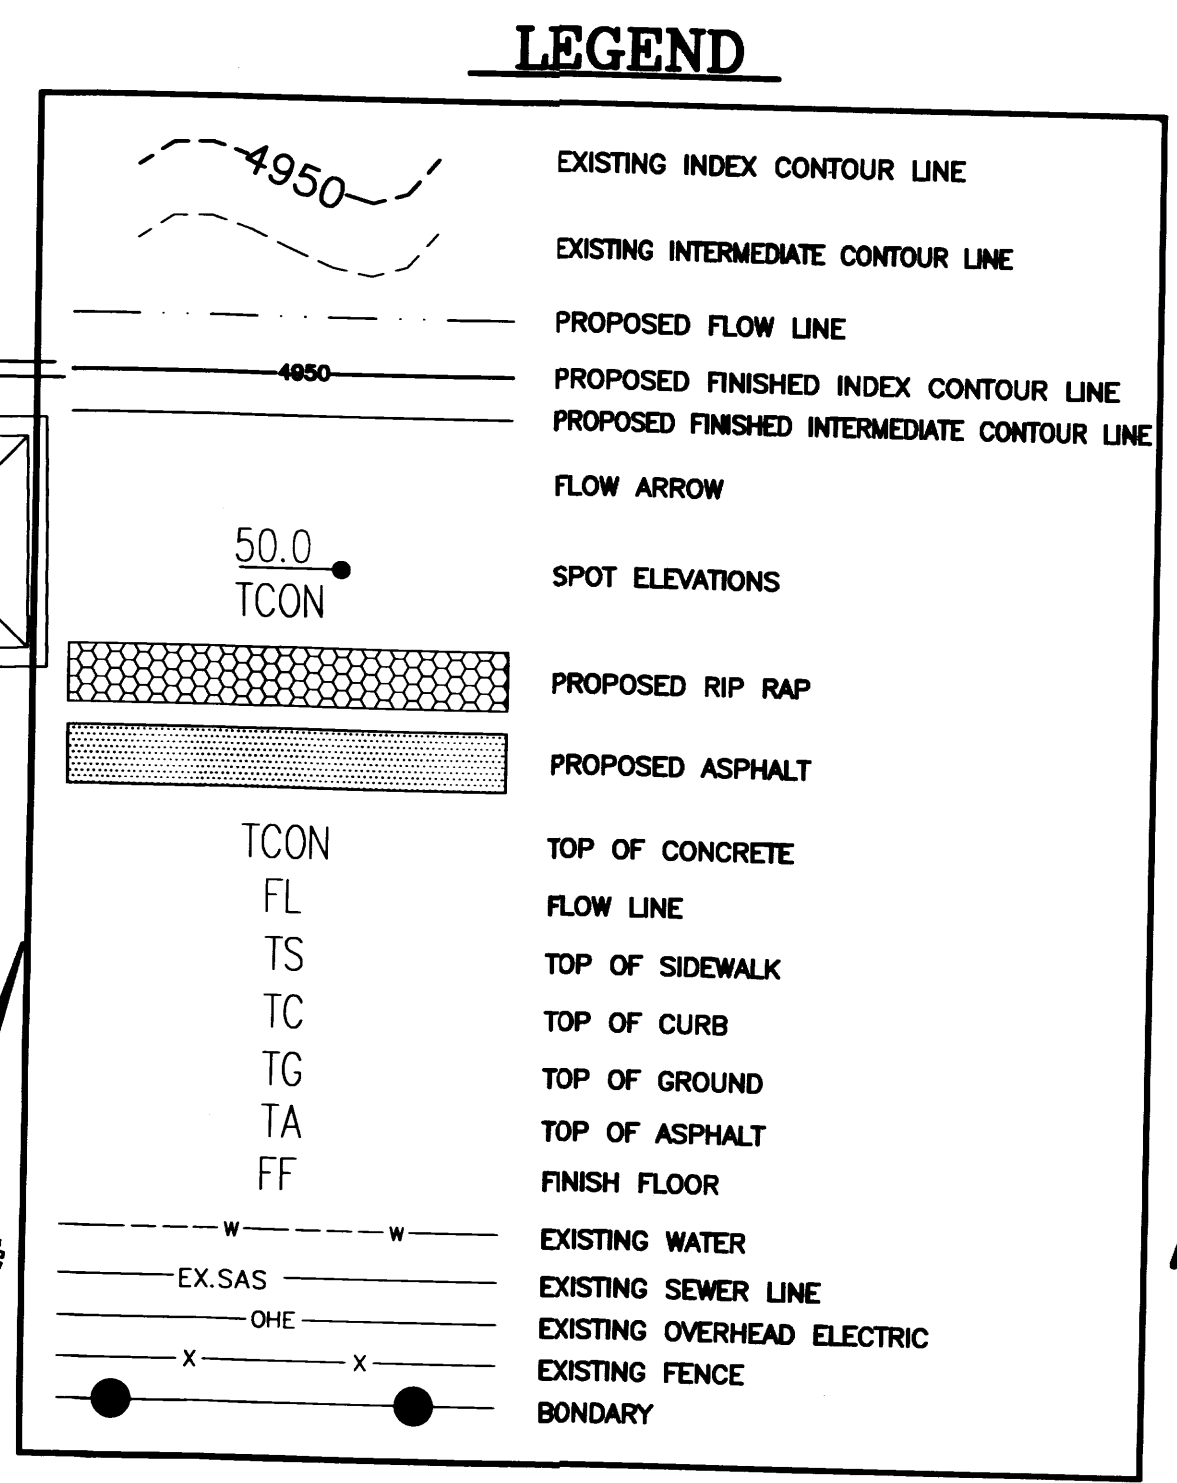 LEGEND
4950 EXISTING INDEX CONTOUR LINE
EXISTING INTERMEDIATE CONTOUR LINE
PROPOSED FLOW LINE
4950 PROPOSED FINISHED INDEX CONTOUR LINE
PROPOSED FINISHED INTERMEDIATE CONTOUR LINE
FLOW ARROW
50.0
TCON
SPOT ELEVATIONS
PROPOSED RIP RAP
PROPOSED ASPHALT
TCON TOP OF CONCRETE
FL FLOW LINE
TS TOP OF SIDEWALK
TC TOP OF CURB
TG TOP OF GROUND
TA TOP OF ASPHALT
FF FINISH FLOOR
W W EXISTING WATER
EX.SAS EXISTING SEWER LINE
OHE EXISTING OVERHEAD ELECTRIC
X X EXISTING FENCE
BONDARY